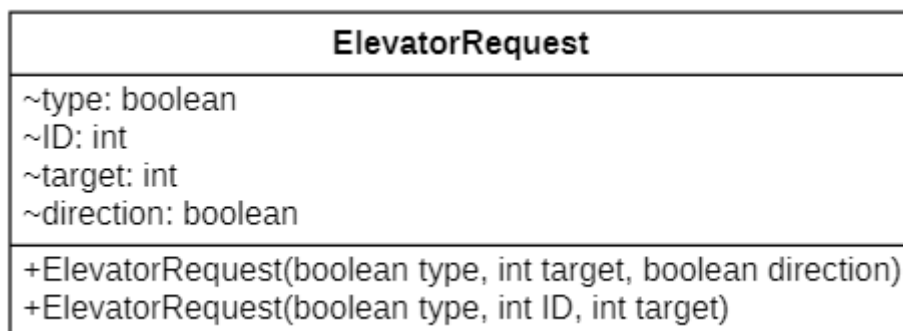 ElevatorRequest
~type: boolean
~ID: int
~target: int
~direction: boolean
+ElevatorRequest(boolean type, int target, boolean direction)
+ElevatorRequest(boolean type, int ID, int target)